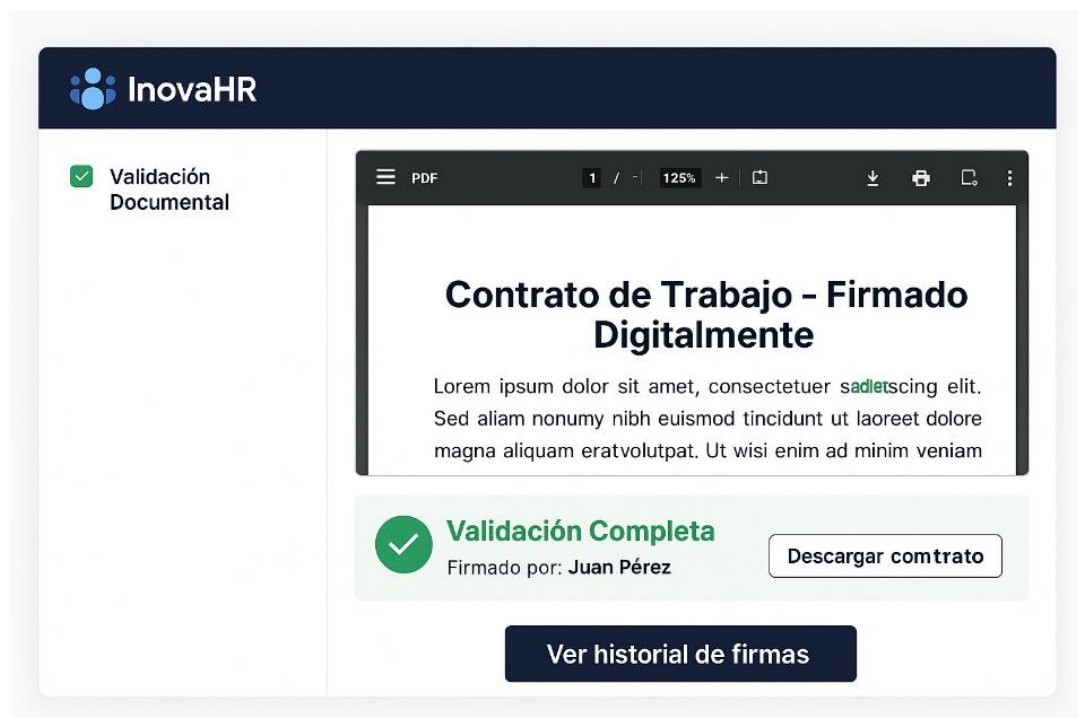 InovaHR
Validación
Documental
PDF
1 / - 125% +
Contrato de Trabajo - Firmado
Digitalmente
Lorem ipsum dolor sit amet, consectetuer sadletscing elit.
Sed aliam nonumy nibh euismod tincidunt ut laoreet dolore
magna aliquam eratvolutpat. Ut wisi enim ad minim veniam
Validación Completa
Firmado por: Juan Pérez
Descargar comtrato
Ver historial de firmas